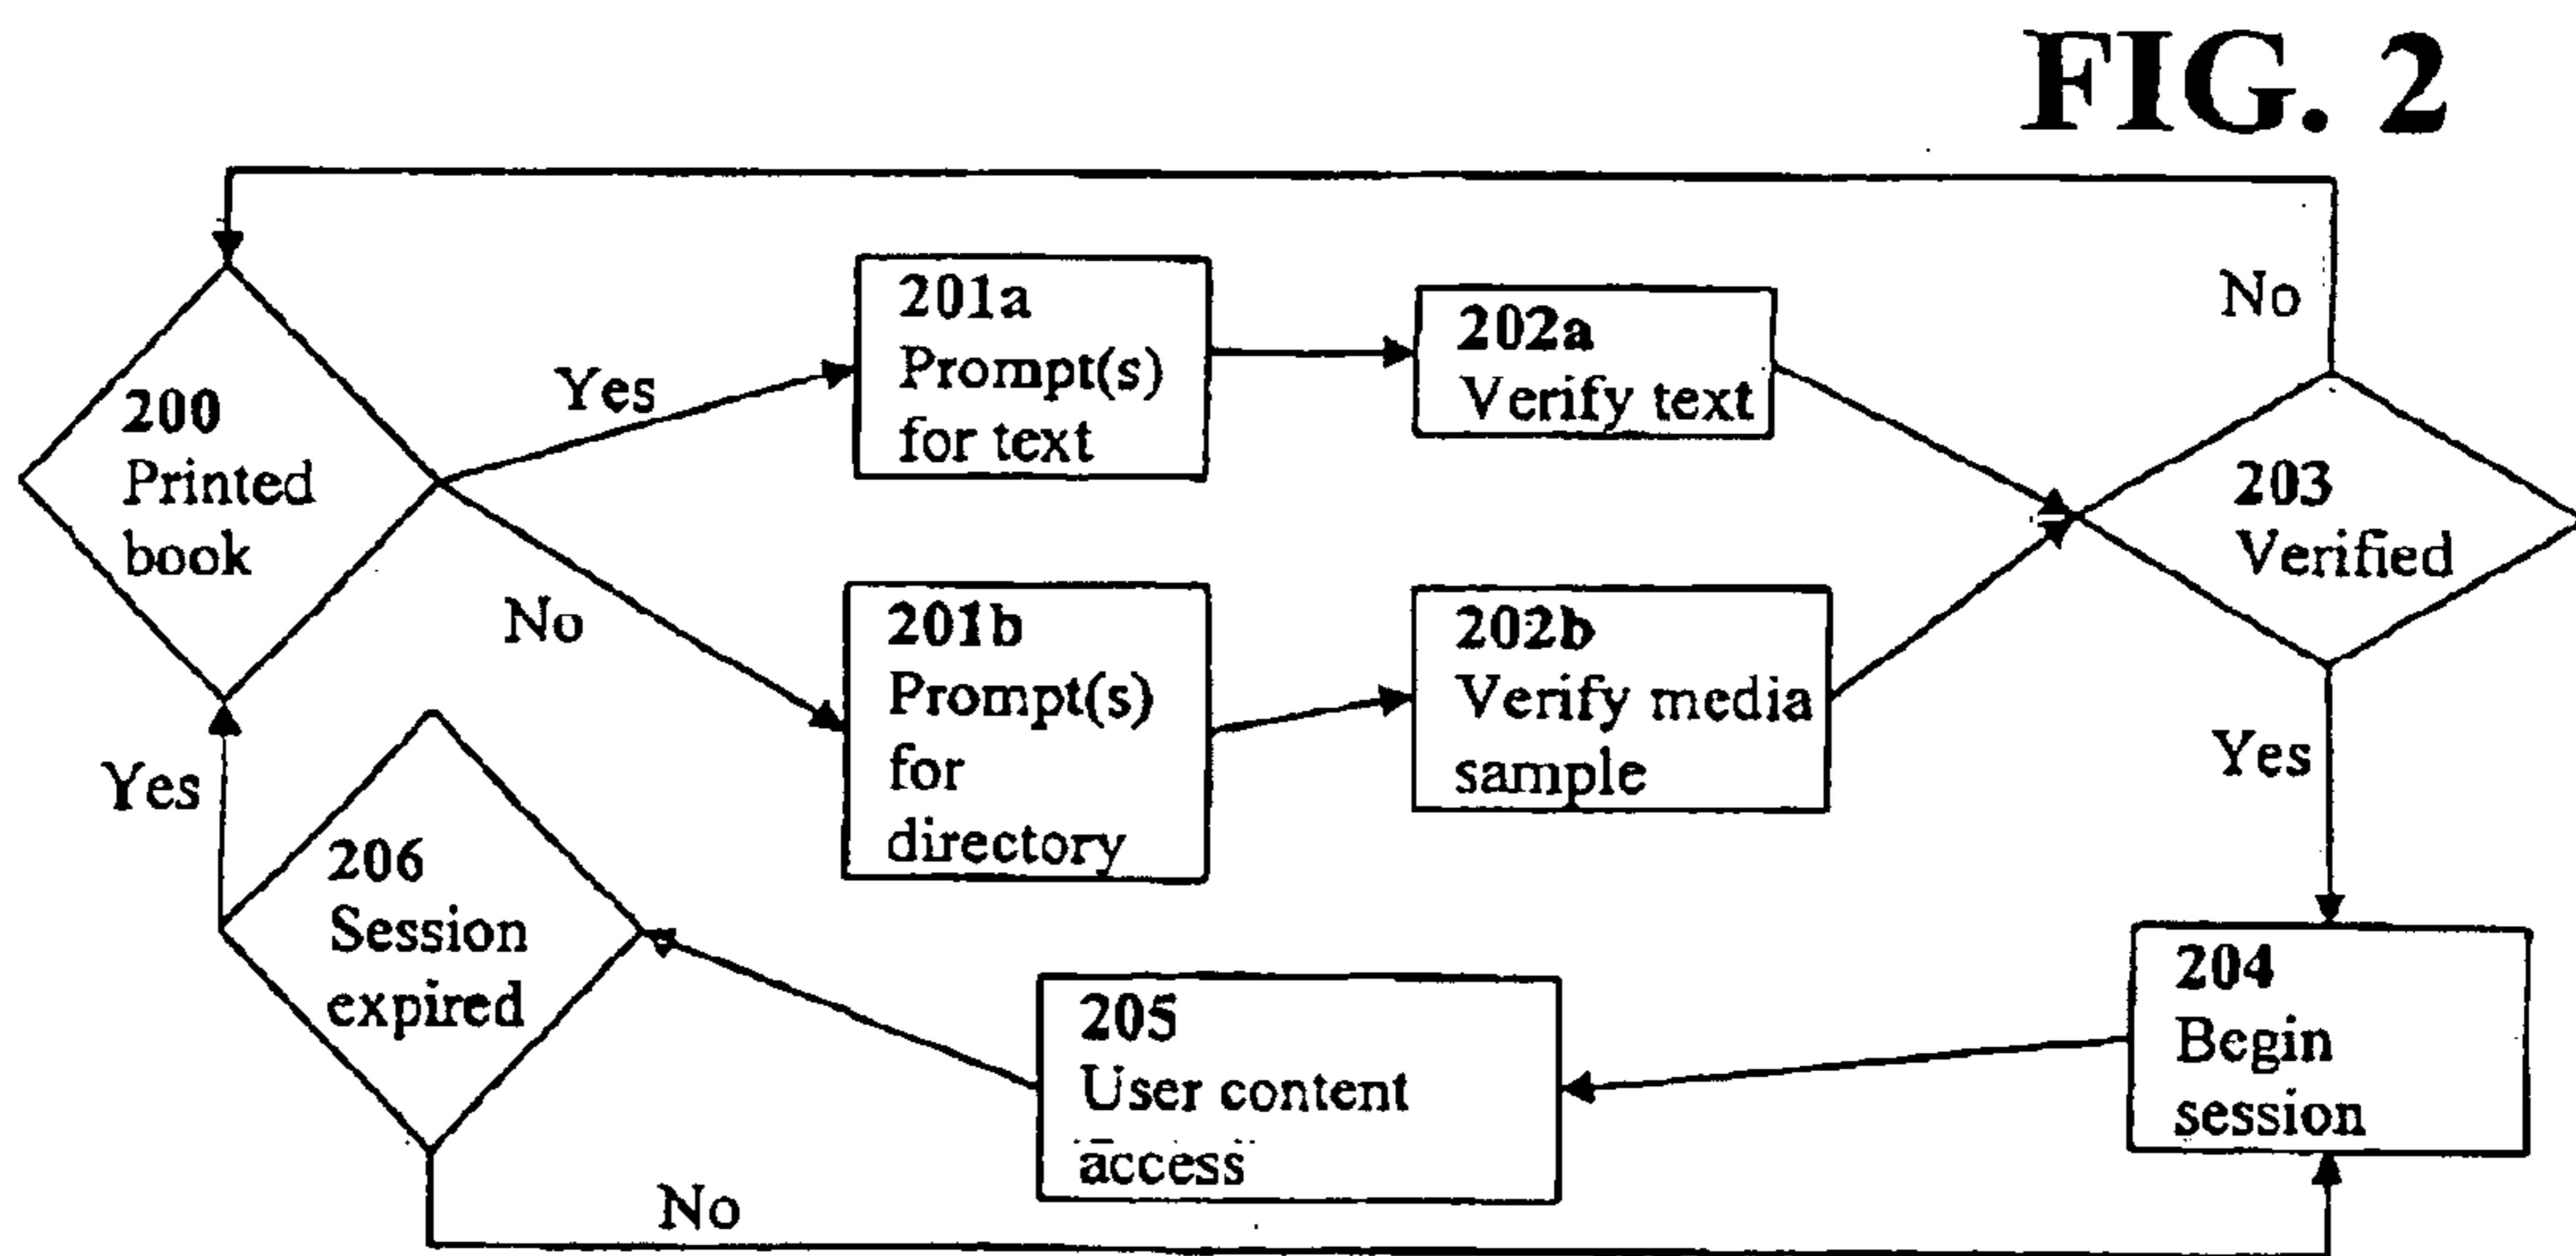 FIG. 2
200
Printed
book
Yes
No
201a
Prompt(s)
for text
202a
Verify text
201b
Prompt(s)
for
directory
202b
Verify media
sample
203
Verified
No
Yes
204
Begin
session
205
User content
access
206
Session
expired
Yes
No